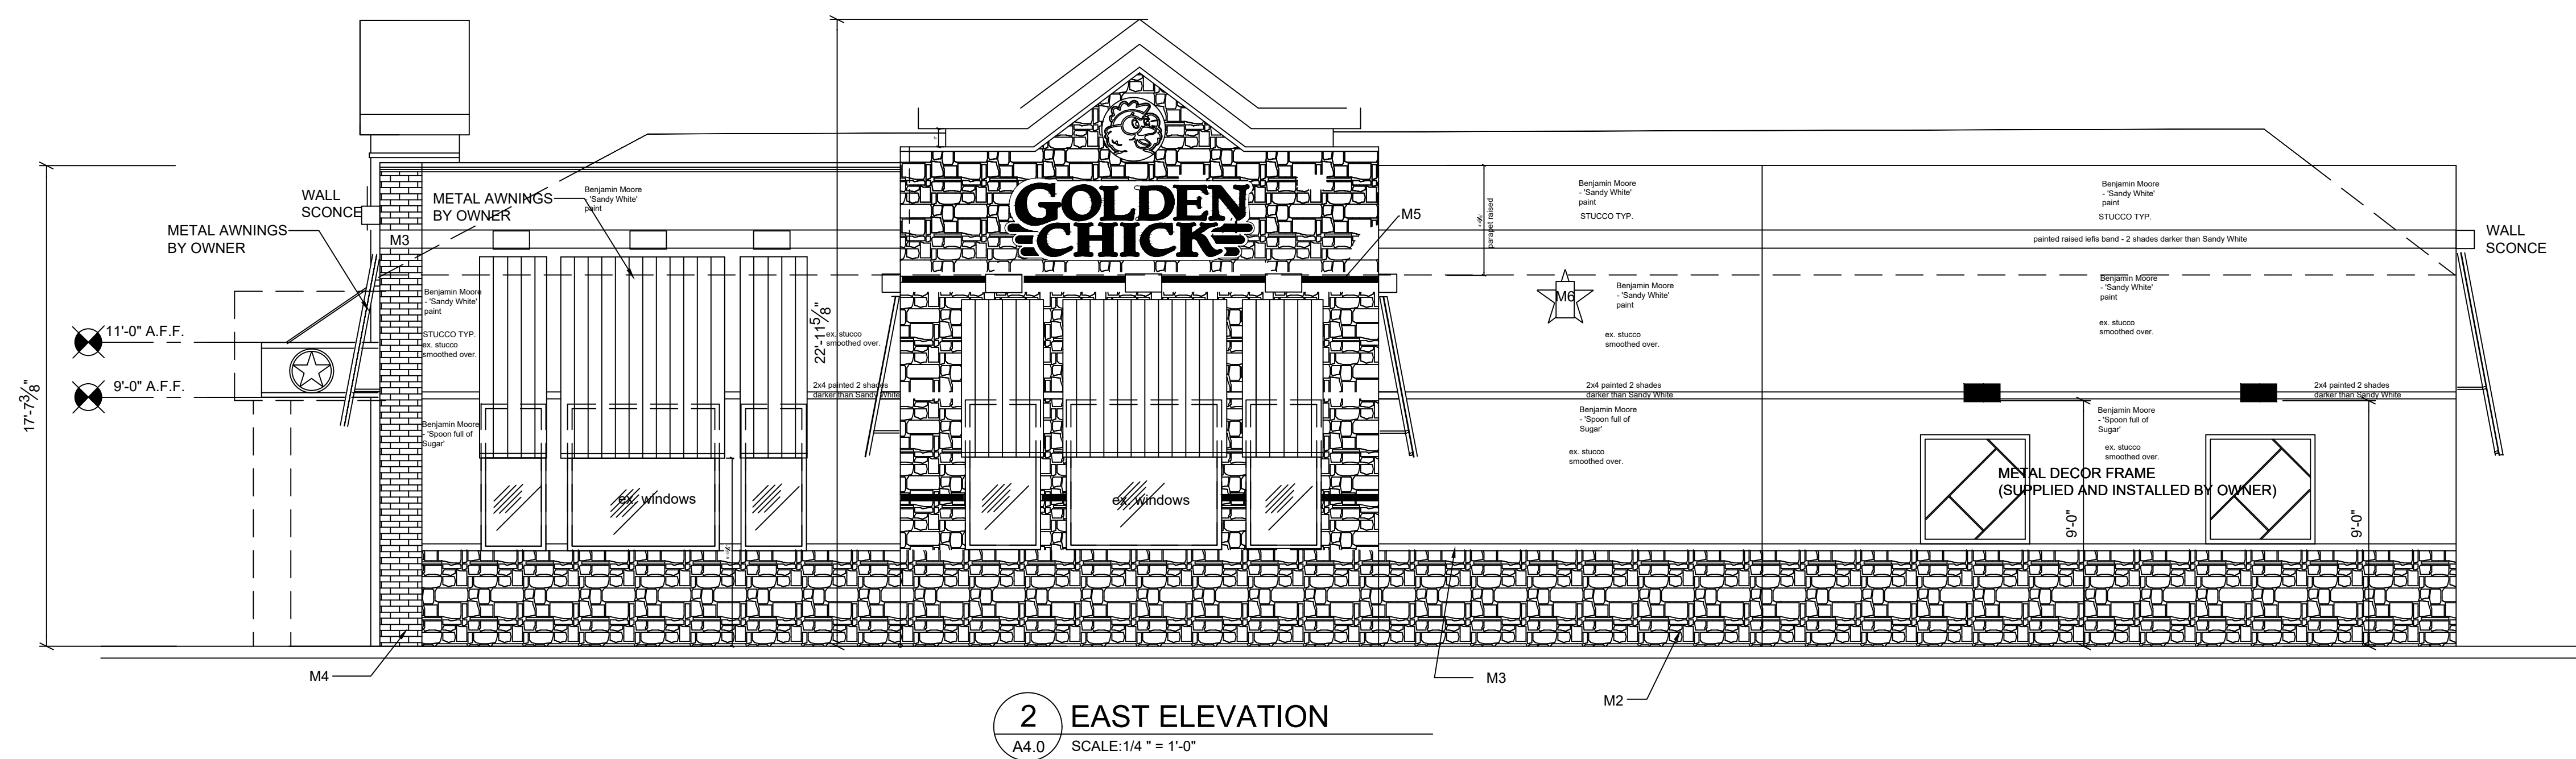 WALL
SCONCE
METAL AWNINGS
BY OWNER
METAL AWNINGS
BY OWNER
Benjamin Moore
- 'Sandy White'
paint
M3
GOLDEN
CHICK
M5
parapet raised
Benjamin Moore
- 'Sandy White'
paint
STUCCO TYP.
Benjamin Moore
- 'Sandy White'
paint
STUCCO TYP.
painted raised iefis band - 2 shades darker than Sandy White
WALL
SCONCE
Benjamin Moore
- 'Sandy White'
paint
STUCCO TYP.
ex. stucco
smoothed over.
11'-0" A.F.F.
9'-0" A.F.F.
17'-7 3/8"
22'-11 5/8"
ex. stucco
smoothed over.
M6
Benjamin Moore
- 'Sandy White'
paint
ex. stucco
smoothed over.
Benjamin Moore
- 'Sandy White'
paint
ex. stucco
smoothed over.
2x4 painted 2 shades
darker than Sandy White
2x4 painted 2 shades
darker than Sandy White
2x4 painted 2 shades
darker than Sandy White
Benjamin Moore
- 'Spoon full of
Sugar'
Benjamin Moore
- 'Spoon full of
Sugar'
ex. stucco
smoothed over.
Benjamin Moore
- 'Spoon full of
Sugar'
ex. stucco
smoothed over.
METAL DECOR FRAME
(SUPPLIED AND INSTALLED BY OWNER)
ex. windows
ex. windows
9'-0"
9'-0"
M4
M3
M2
2
A4.0
EAST ELEVATION
SCALE:1/4 " = 1'-0"